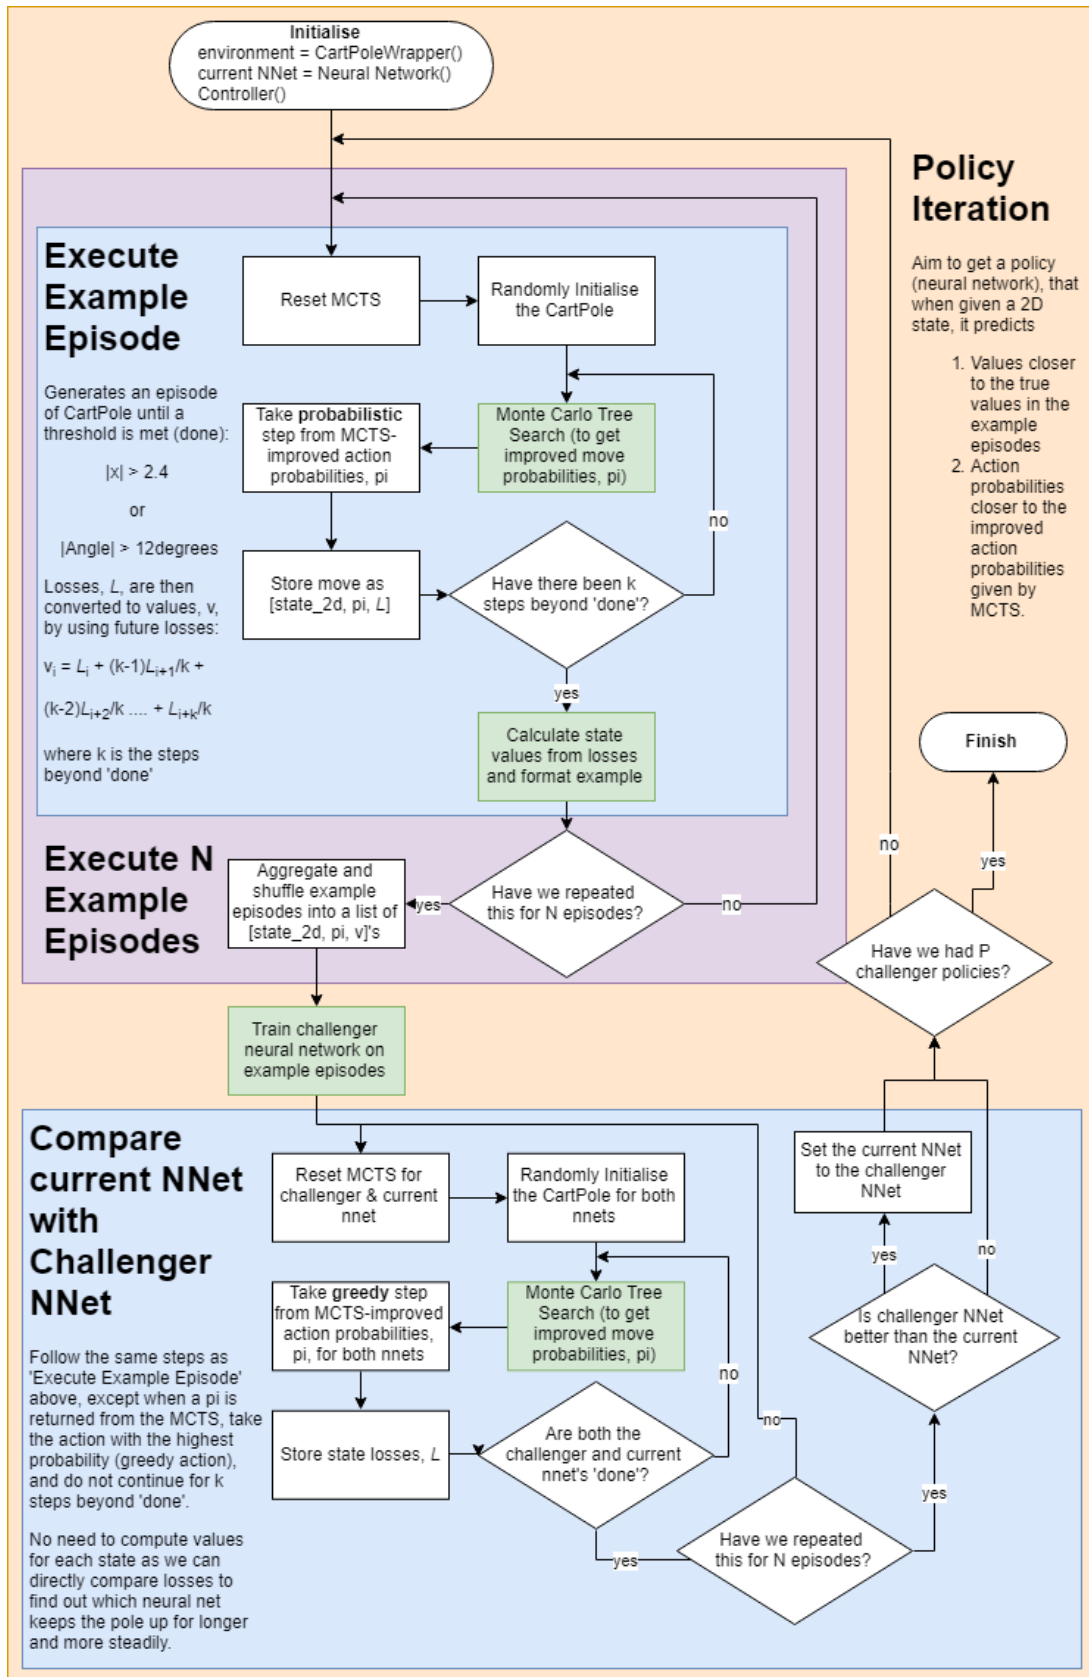 Initialise
environment = CartPoleWrapper()
current NNet = Neural Network()
Controller()
Policy
Iteration
Aim to get a policy
(neural network), that
when given a 2D
state, it predicts
1. Values closer
to the true
values in the
example
episodes
2. Action
probabilities
closer to the
improved
action
probabilities
given by
MCTS.
Execute
Example
Episode
Generates an episode
of CartPole until a
threshold is met (done):
|x| > 2.4
or
|Angle| > 12degrees
Losses, L, are then
converted to values, v,
by using future losses:
vi = Li + (k-1)Li+1/k +
(k-2)Li+2/k .... + Li+k/k
where k is the steps
beyond 'done'
Reset MCTS
Randomly Initialise
the CartPole
Take probabilistic
step from MCTS-
improved action
probabilities, pi
Monte Carlo Tree
Search (to get
improved move
probabilities, pi)
no
Store move as
[state_2d, pi, L]
Have there been k
steps beyond 'done'?
yes
Calculate state
values from losses
and format example
Finish
no
yes
Execute N
Example
Episodes
Aggregate and
shuffle example
episodes into a list of
[state_2d, pi, v]'s
yes
Have we repeated
this for N episodes?
no
Have we had P
challenger policies?
Train challenger
neural network on
example episodes
Compare
current NNet
with
Challenger
NNet
Follow the same steps as
'Execute Example Episode'
above, except when a pi is
returned from the MCTS, take
the action with the highest
probability (greedy action),
and do not continue for k
steps beyond 'done'.
No need to compute values
for each state as we can
directly compare losses to
find out which neural net
keeps the pole up for longer
and more steadily.
Reset MCTS for
challenger & current
nnet
Randomly Initialise
the CartPole for both
nnets
Set the current NNet
to the challenger
NNet
yes
no
Take greedy step
from MCTS-improved
action probabilities,
pi, for both nnets
Monte Carlo Tree
Search (to get
improved move
probabilities, pi)
Is challenger NNet
better than the current
NNet?
no
Store state losses, L
Are both the
challenger and current
nnet's 'done'?
no
yes
yes
Have we repeated
this for N episodes?